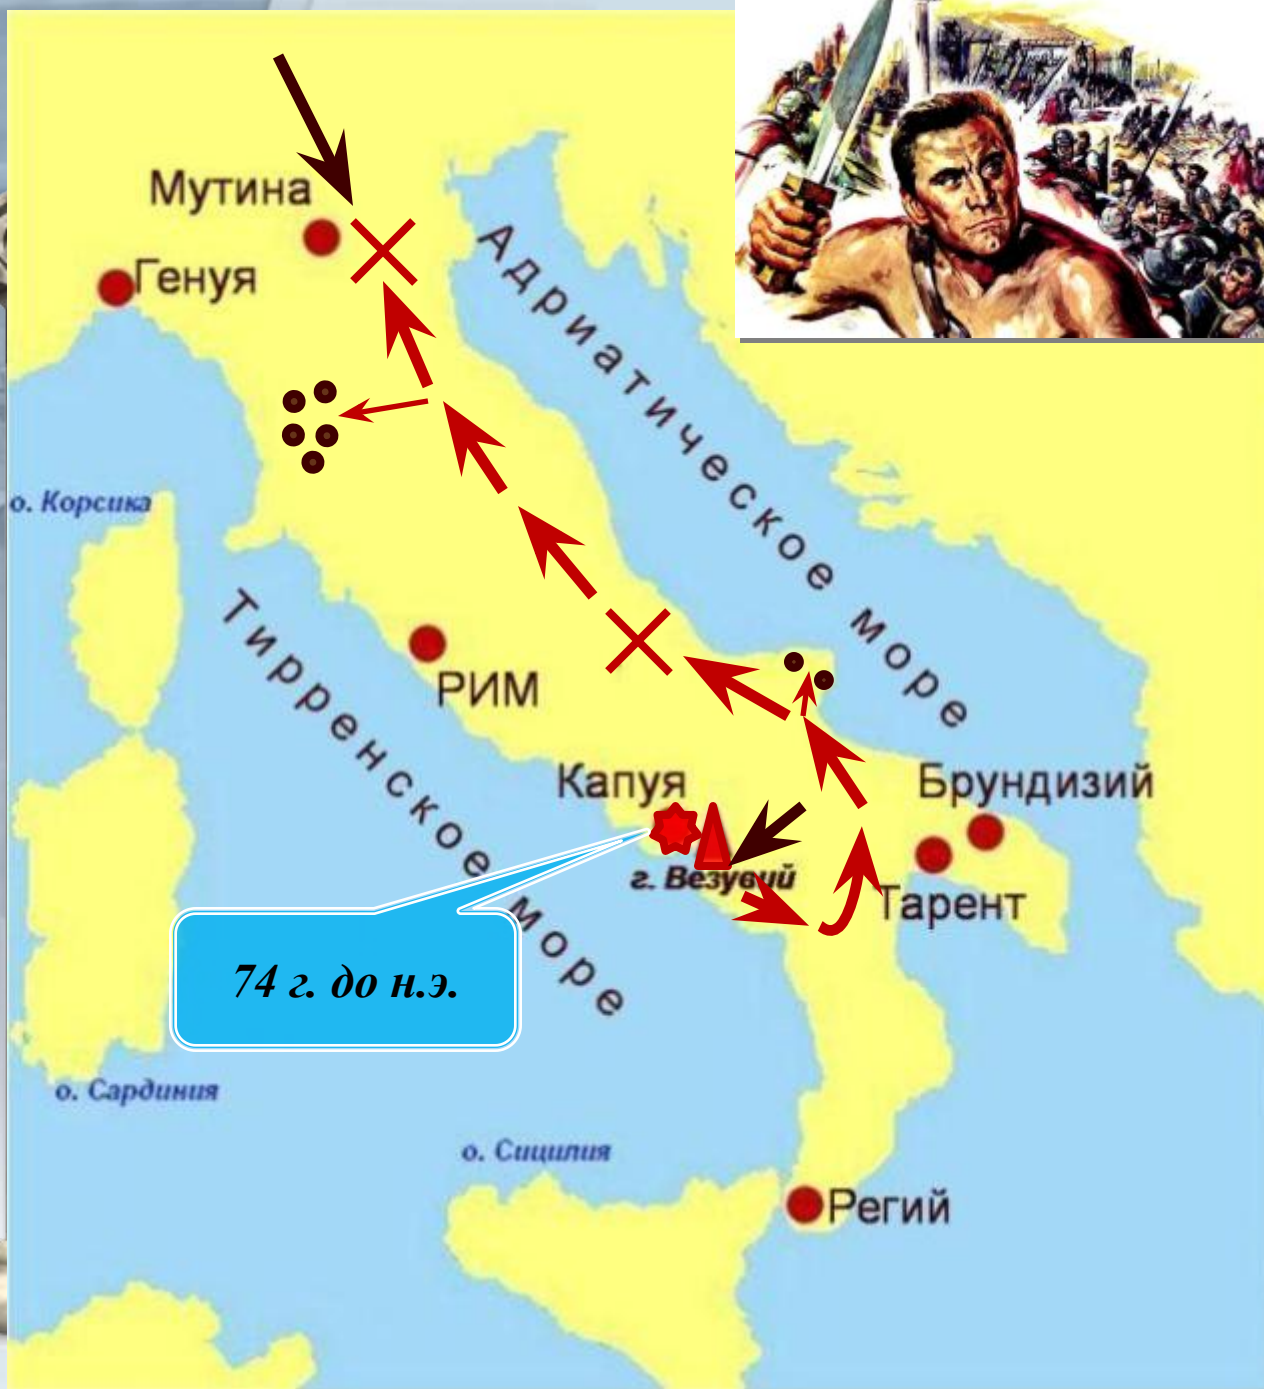 Мутина
Генуя
Адриатическое море
о. Корсика
Тирренское море
РИМ
Капуя
Брундизий
г. Везувий
Тарент
74 г. до н.э.
о. Сардиния
о. Сицилия
Регий